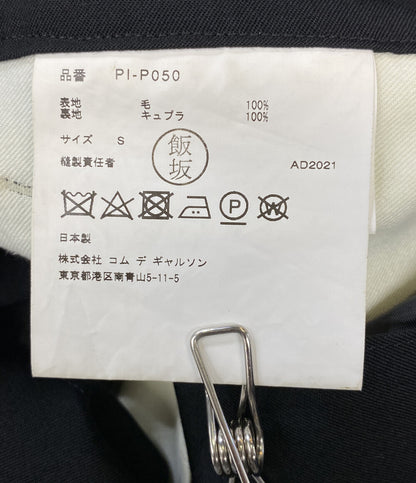 品番 PI-P050
表地 毛 100%
裏地 キュプラ 100%
サイズ S
縫製責任者 飯坂 AD2021
P W
日本製
株式会社 コム デ ギャルソン
東京都港区南青山5-11-5